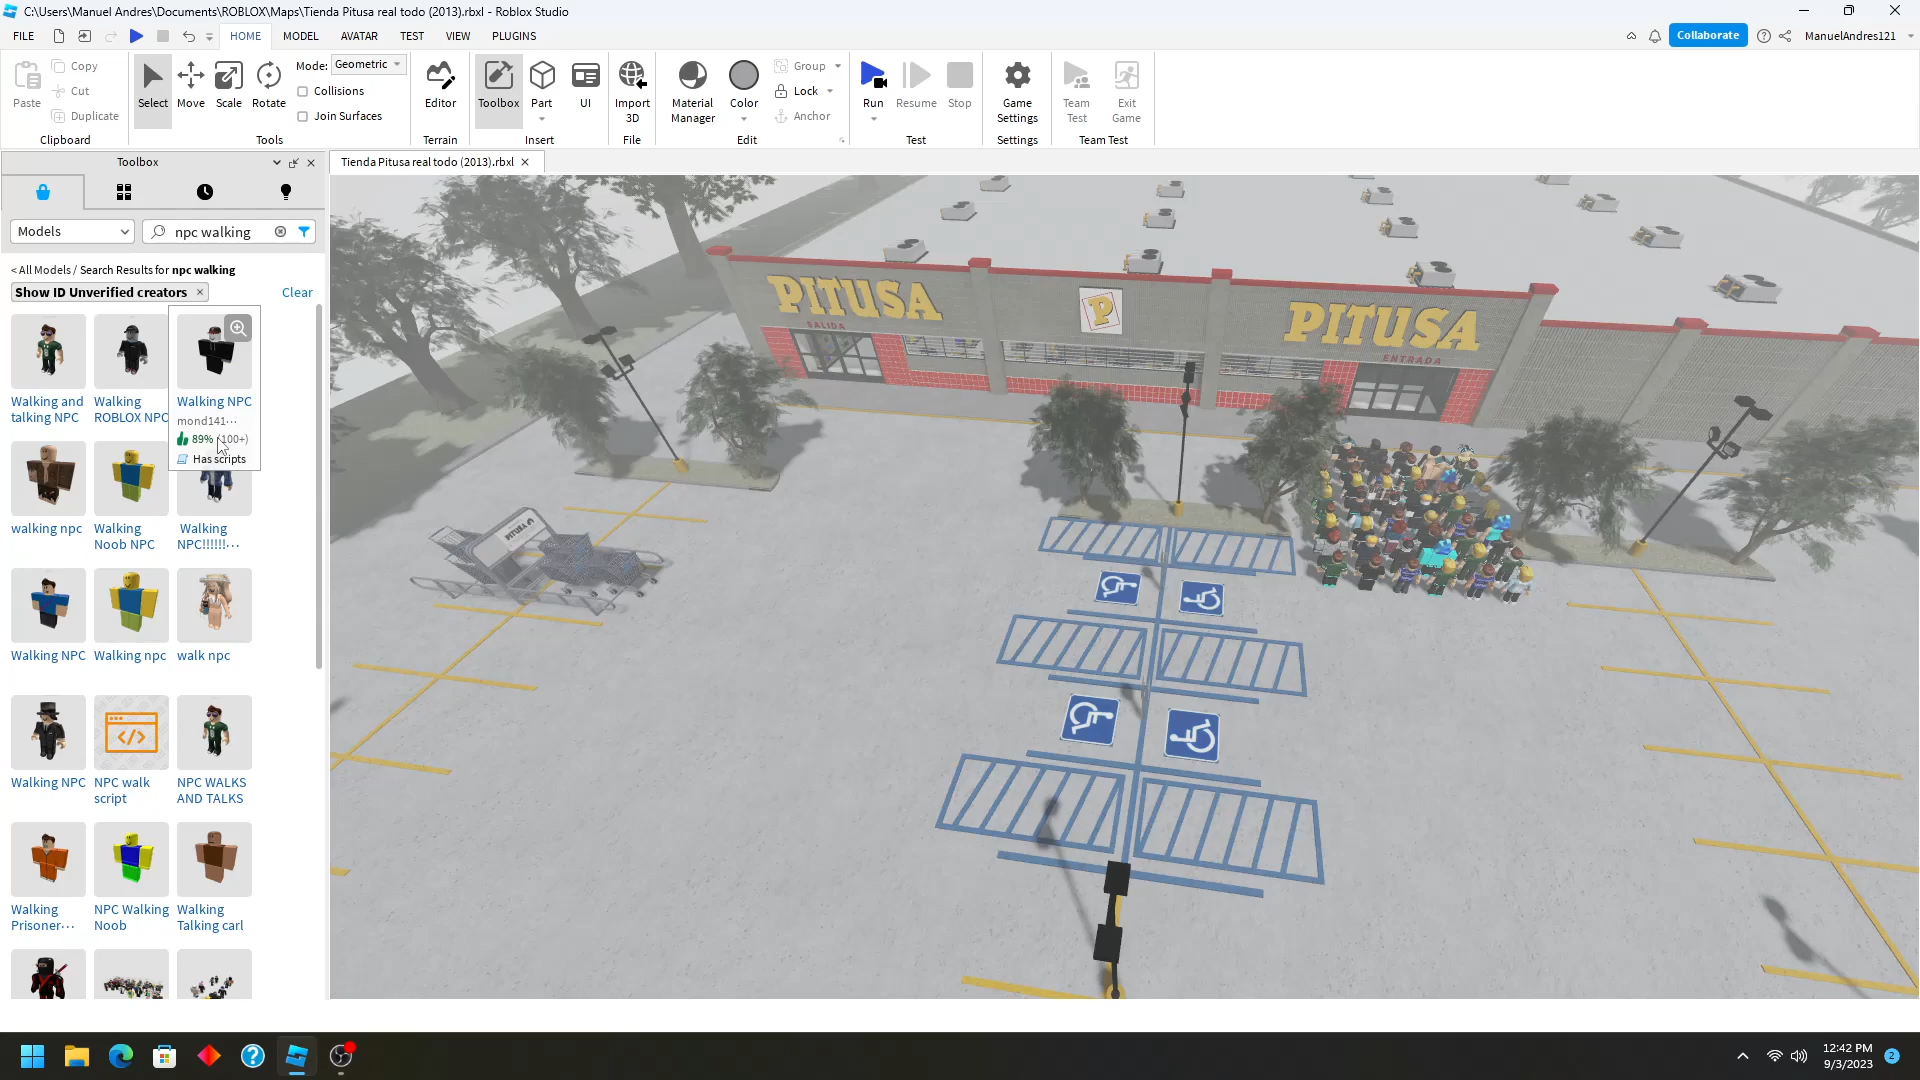 C:\Users\Manuel Andres\Documents\ROBLOX\Maps\Tienda Pitusa real todo (2013).rbxl - Roblox Studio
FILE HOME MODEL AVATAR TEST VIEW PLUGINS Collaborate ManuelAndres121
Paste Copy Cut Duplicate
Clipboard
Select Move Scale Rotate
Mode: Geometric
Collisions
Join Surfaces
Tools
Editor
Terrain
Toolbox Part UI
Insert
Import 3D
File
Material Manager Color Group Lock Anchor
Edit
Run Resume Stop
Test
Game Settings
Settings
Team Test Exit Game
Team Test
Toolbox
Tienda Pitusa real todo (2013).rbxl
Models npc walking
< All Models / Search Results for npc walking
Show ID Unverified creators
Clear
Walking and talking NPC
Walking ROBLOX NPC
Walking NPC
mond141...
89% (100+)
Has scripts
walking npc
Walking Noob NPC
Walking NPC!!!!!!...
Walking NPC
Walking npc
walk npc
Walking NPC
NPC walk script
NPC WALKS AND TALKS
Walking Prisoner...
NPC Walking Noob
Walking Talking carl
PITUSA
SALIDA
P
PITUSA
ENTRADA
PITUSA
12:42 PM
9/3/2023
2